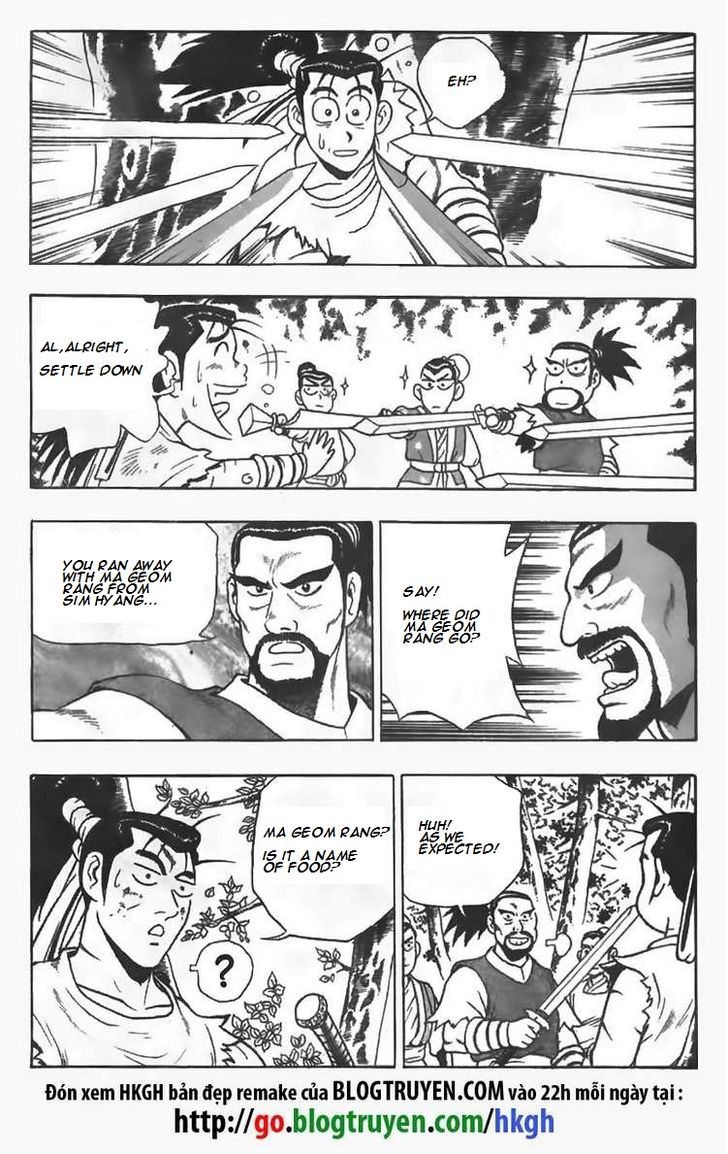 EH?
AL,ALRIGHT,
SETTLE DOWN
YOU RAN AWAY
WITH MA GEOM
RANG FROM
SIM HYANG...
SAY!
WHERE DID
MA GEOM
RANG GO?
MA GEOM RANG?
IS IT A NAME
OF FOOD?
?
HUH!
AS WE
EXPECTED!
Đón xem HKGH bản đẹp remake của BLOGTRUYEN.COM vào 22h mỗi ngày tại :
http://go.blogtruyen.com/hkgh